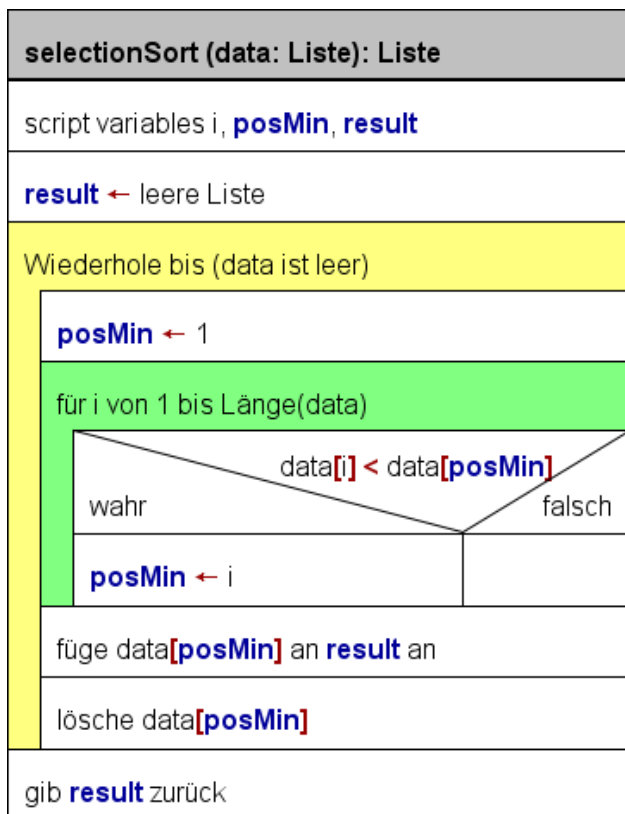 selectionSort (data: Liste): Liste
script variables i, posMin, result
result ← leere Liste
Wiederhole bis (data ist leer)
posMin ← 1
für i von 1 bis Länge(data)
data[i] < data[posMin]
wahr falsch
posMin ← i
füge data[posMin] an result an
lösche data[posMin]
gib result zurück